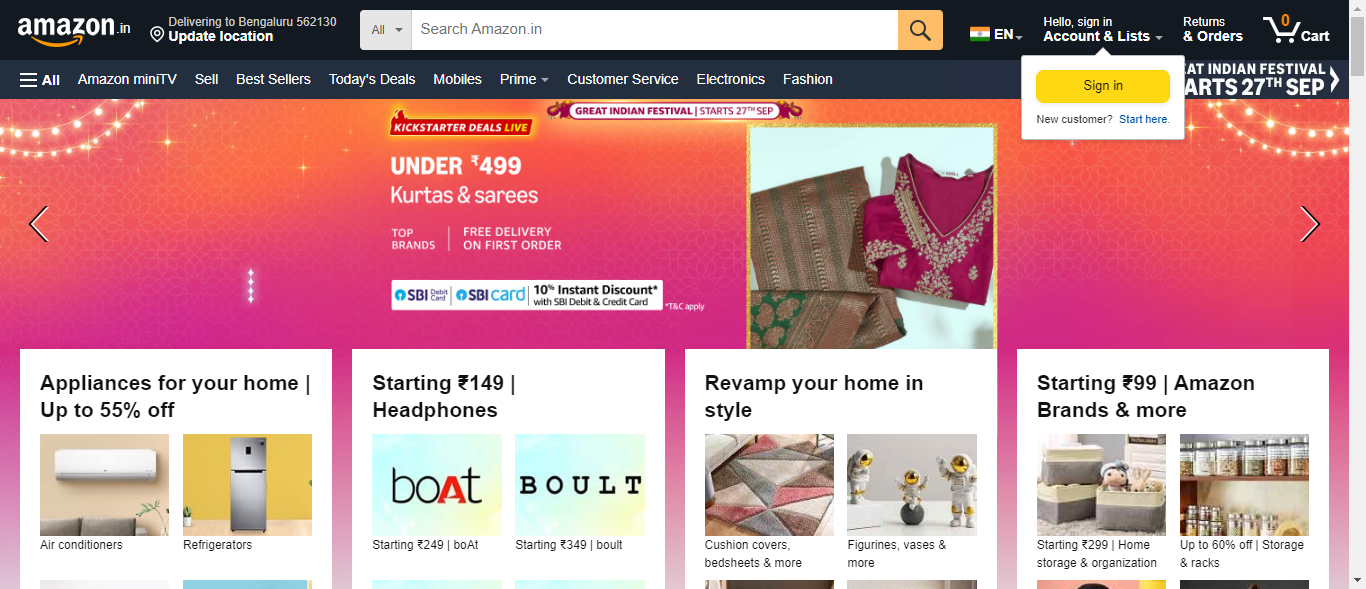 amazon.in
Delivering to Bengaluru 562130
Update location
All
Search Amazon.in
EN
Hello, sign in
Account & Lists
Returns
& Orders
0
Cart
All
Amazon miniTV
Sell
Best Sellers
Today's Deals
Mobiles
Prime
Customer Service
Electronics
Fashion
EAT INDIAN FESTIVAL
ARTS 27TH SEP
Sign in
New customer? Start here.
GREAT INDIAN FESTIVAL | STARTS 27TH SEP
KICKSTARTER DEALS LIVE
UNDER ₹499
Kurtas & sarees
TOP
BRANDS
FREE DELIVERY
ON FIRST ORDER
SBI Debit Card
SBI card
10% Instant Discount*
with SBI Debit & Credit Card
*T&C apply
Appliances for your home |
Up to 55% off
Air conditioners
Refrigerators
Starting ₹149 |
Headphones
boAt
BOULT
Starting ₹249 | boAt
Starting ₹349 | boult
Revamp your home in
style
Cushion covers,
bedsheets & more
Figurines, vases &
more
Starting ₹99 | Amazon
Brands & more
Starting ₹299 | Home
storage & organization
Up to 60% off | Storage
& racks